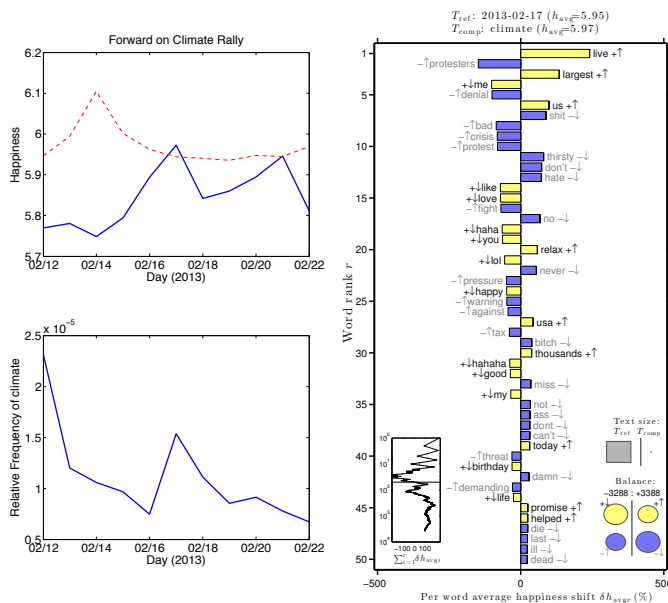 Forward on Climate Rally
6.2
6.1
6
5.9
5.8
5.7
Happiness
02/12 02/14 02/16 02/18 02/20 02/22
Day (2013)
x 10⁻⁵
2.5
2
1.5
1
0.5
Relative Frequency of climate
02/12 02/14 02/16 02/18 02/20 02/22
Day (2013)
T_ref: 2013-02-17 (h_avg=5.95)
T_comp: climate (h_avg=5.97)
Word rank r
1
5
10
15
20
25
30
35
40
45
50
live +↑
−↑protesters
largest +↑
+↓me
−↑denial
us +↑
shit −↓
−↑bad
−↑crisis
−↑protest
thirsty −↓
don't −↓
hate −↓
+↓like
+↓love
−↑fight
no −↓
+↓haha
+↓you
relax +↑
+↓lol
never −↓
−↑pressure
+↓happy
−↑warning
−↑against
usa +↑
−↑tax
bitch −↓
thousands +↑
+↓hahaha
+↓good
miss −↓
+↓my
not −↓
ass −↓
dont −↓
can't −↓
today +↑
−↑threat
+↓birthday
damn −↓
−↑demanding
+↓life
promise +↑
helped +↑
die −↓
last −↓
ill −↓
dead −↓
10⁰
10¹
10²
10³
10⁴
−100 0 100
∑ʳᵢ₌₁ δh_avg i
Text size:
T_ref T_comp
Balance:
−3288 : +3388
+↓ +↑
−↑ −↓
−500 0 500
Per word average happiness shift δh_avg r (%)